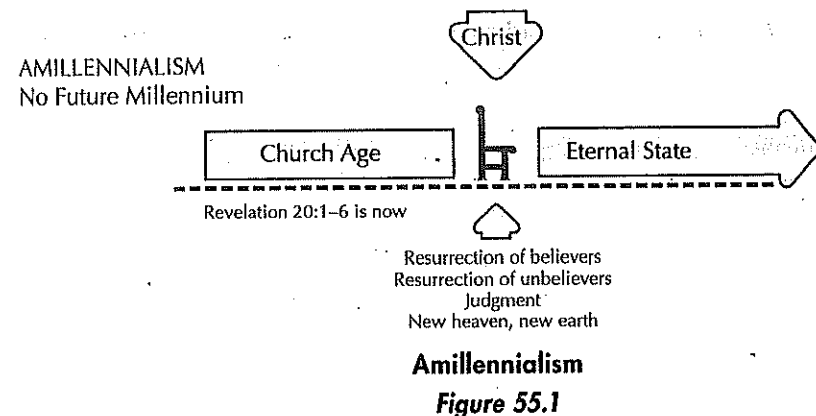 Christ
AMILLENNIALISM
No Future Millennium
Church Age
Eternal State
Revelation 20:1–6 is now
Resurrection of believers
Resurrection of unbelievers
Judgment
New heaven, new earth
Amillennialism
Figure 55.1